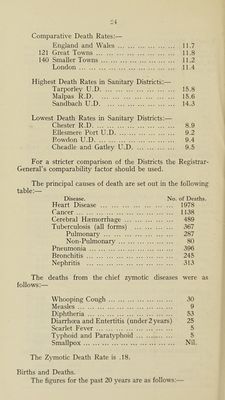 24
Comparative Death Rates:—
England and Wales ... ... ... ... ... 11.7
121 Great Towns ... ... ... ... ... ... ... 11.8
140 Smaller Towns ... ... ... ... ... ... ... 11.2
London ... ... ... ... ... ... ... ... 11.4
Highest Death Rates in Sanitary Districts:—
Tarporley U.D. ... ... ... ... ... ... 15.8
Malpas R.D. ... ... ... ... ... ... 15.6
Sandbach U.D. ... ... ... ... ... ... 14.3
Lowest Death Rates in Sanitary Districts:—
Chester R.D. ... ... ... ... ... ... 8.9
Ellesmere Port U.D. ... ... ... ... ... 9.2
Bowdon U.D. ... ... ... ... ... ... 9.4
Cheadle and Gatley U.D. ... ... ... 9.5
For a stricter comparison of the Districts the Registrar-
General's comparability factor should be used.
The principal causes of death are set out in the following
table:—
Disease. No. of Deaths.
Heart Disease ... ... ... ... ... ... 1978
Cancer ... ... ... ... ... ... ... ... 1138
Cerebral Hæmorrhage ... ... ... ... 489
Tuberculosis (all forms) ... ... ... ... 367
Pulmonary ... ... ... ... ... ... 287
Non-Pulmonary ... ... ... ... ... 80
Pneumonia ... ... ... ... ... ... ... 396
Bronchitis ... ... ... ... ... ... ... 245
Nephritis ... ... ... ... ... ... ... 313
The deaths from the chief zymotic diseases were as
follows:—
Whooping Cough ... ... ... ... ... 30
Measles ... ... ... ... ... ... ... 9
Diphtheria ... ... ... ... ... ... ... 53
Diarrhœa and Entertitis (under 2 years) 25
Scarlet Fever ... ... ... ... ... ... 5
Typhoid and Paratyphoid ... ... ... 5
Smallpox ... ... ... ... ... ... ... Nil.
The Zymotic Death Rate is .18.
Births and Deaths.
The figures for the past 20 years are as follows:—